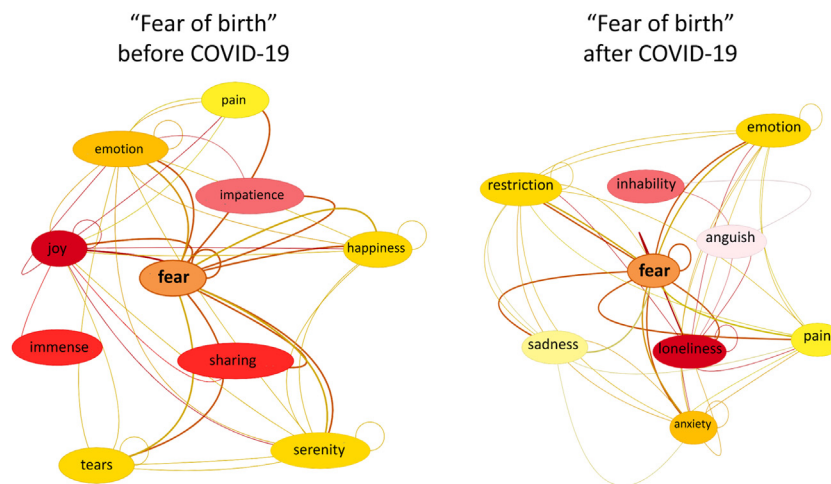 “Fear of birth”
before COVID-19
pain
emotion
impatience
joy
happiness
fear
immense
sharing
serenity
tears
“Fear of birth”
after COVID-19
emotion
restriction
inhability
anguish
fear
pain
sadness
loneliness
anxiety